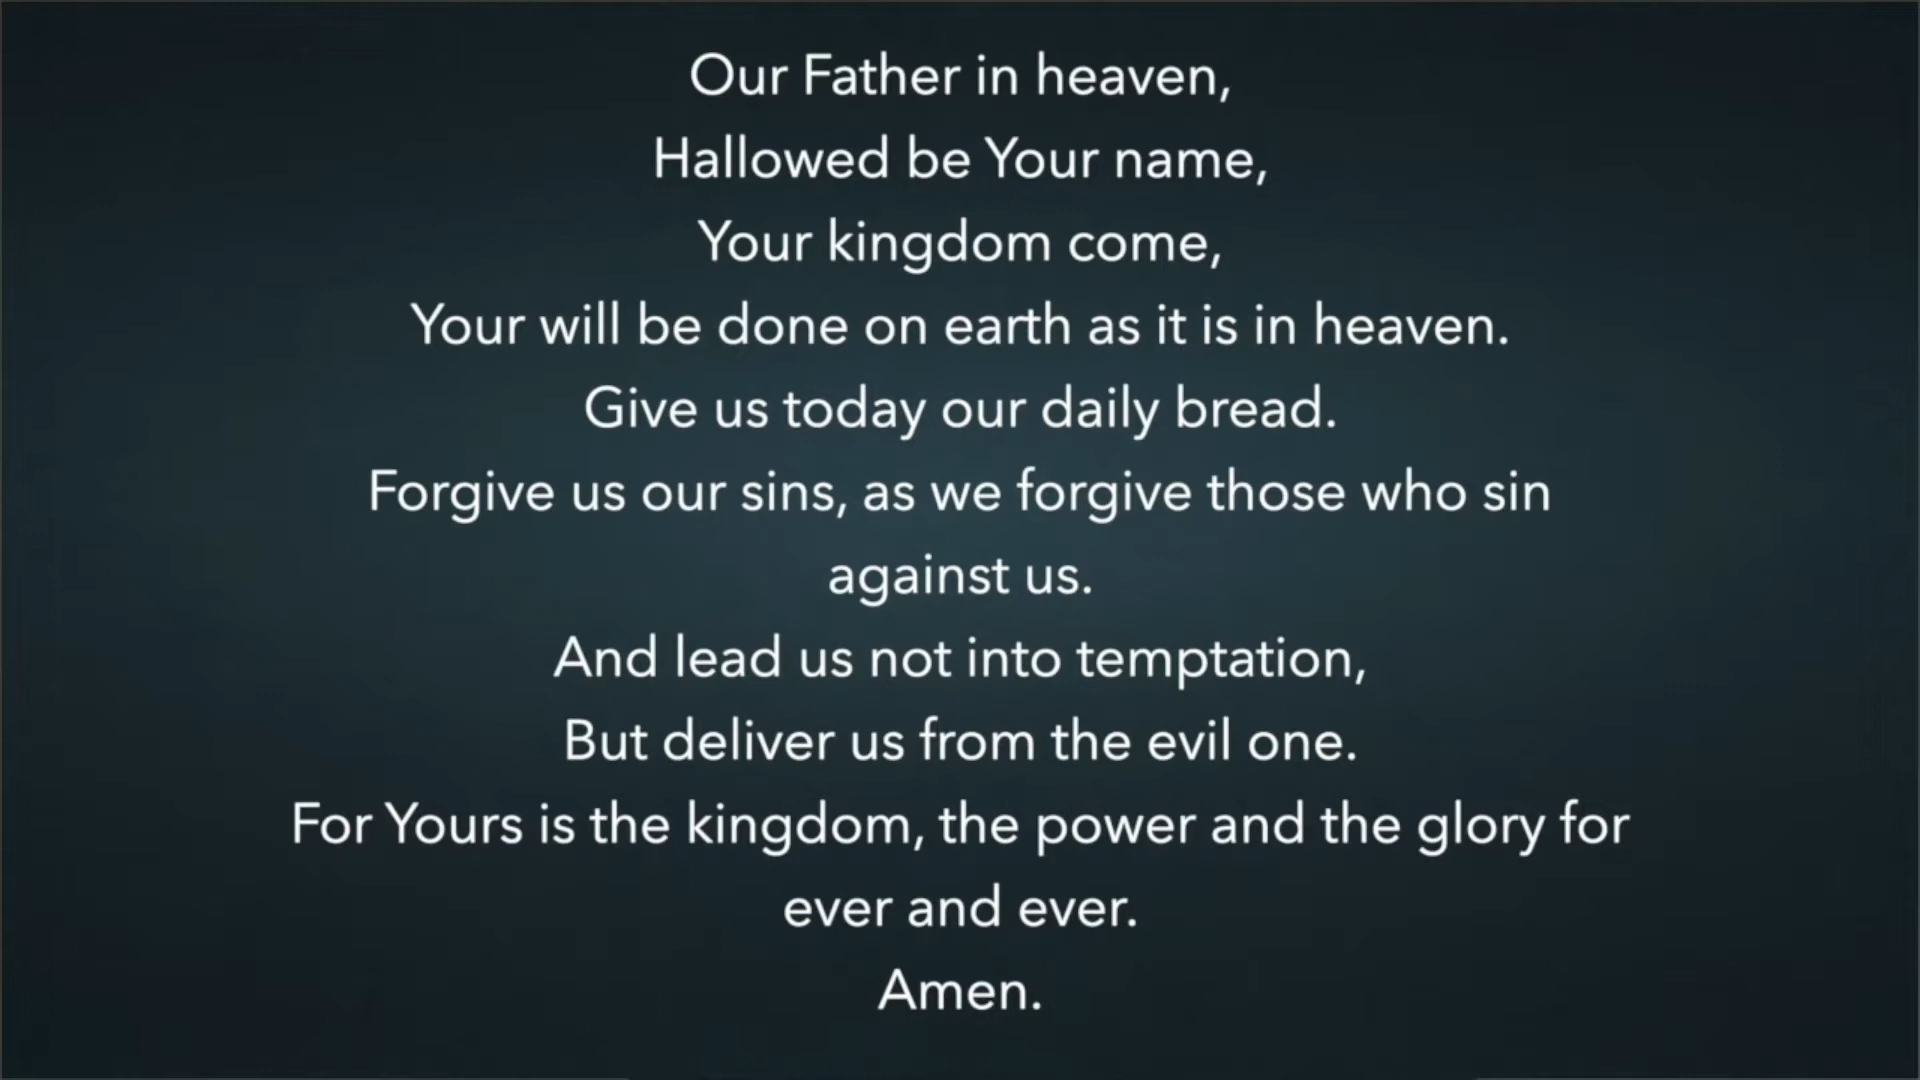 Our Father in heaven,
Hallowed be Your name,
Your kingdom come,
Your will be done on earth as it is in heaven.
Give us today our daily bread.
Forgive us our sins, as we forgive those who sin
against us.
And lead us not into temptation,
But deliver us from the evil one.
For Yours is the kingdom, the power and the glory for
ever and ever.
Amen.